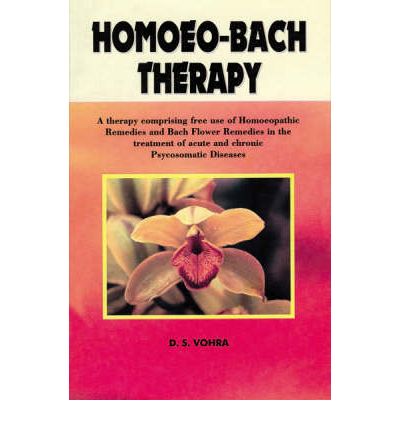 HOMOEO-BACH
THERAPY
A therapy comprising free use of Homoeopathic
Remedies and Bach Flower Remedies in the
treatment of acute and chronic
Psycosomatic Diseases
D. S. VOHRA